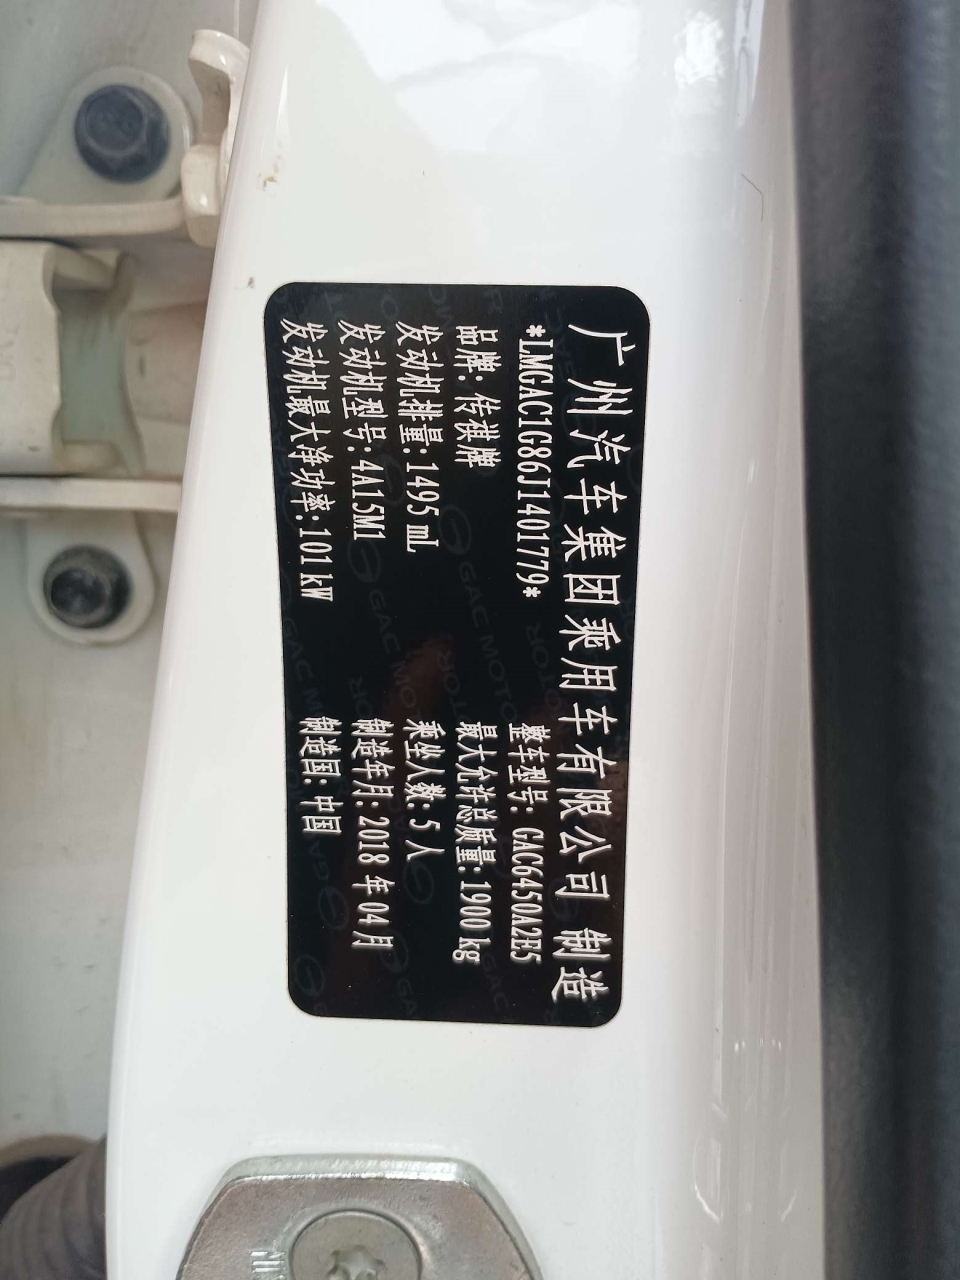 广州汽车集团乘用车有限公司 制造
*LMGAC1G86J1401779* 整车型号: GAC6450A2E5
品牌: 传祺牌 最大允许总质量: 1900 kg
发动机排量: 1495 mL 乘坐人数: 5 人
发动机型号: 4A15M1 制造年月: 2018 年 04 月
发动机最大净功率: 101 kW 制造国: 中国
GAC MOTOR